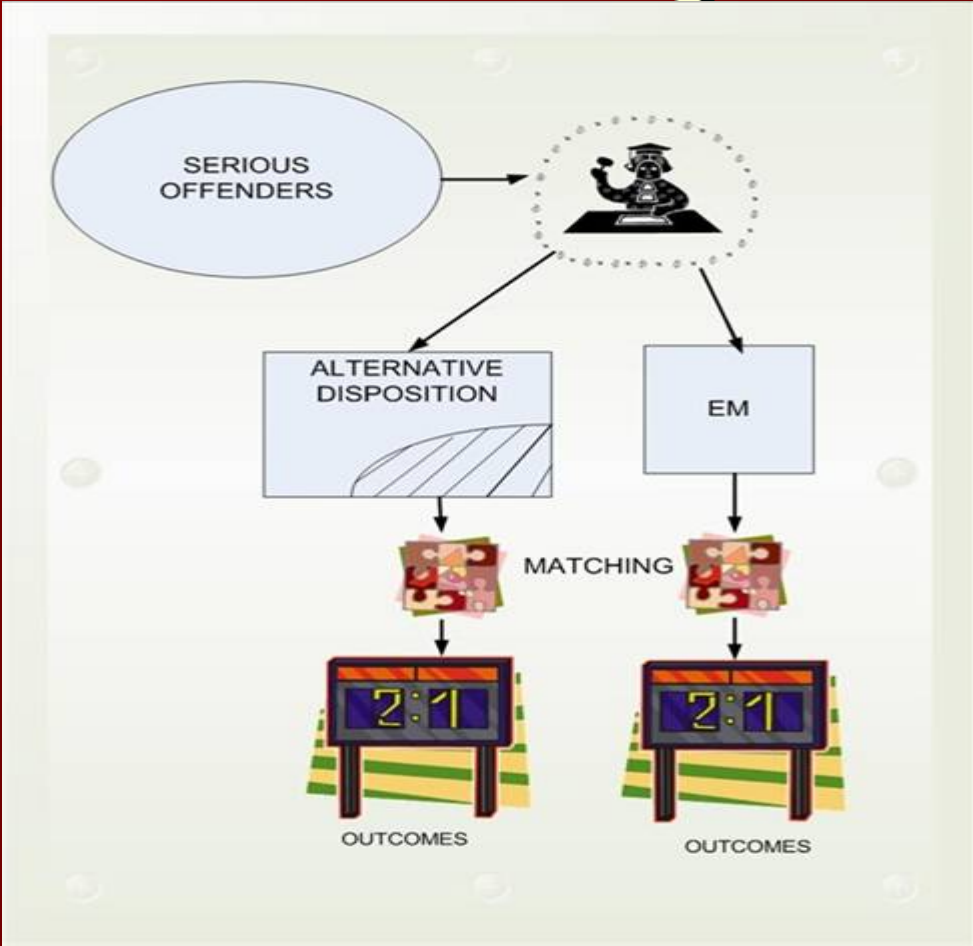 SERIOUS
OFFENDERS
ALTERNATIVE
DISPOSITION
EM
MATCHING
2:1
2:1
OUTCOMES
OUTCOMES